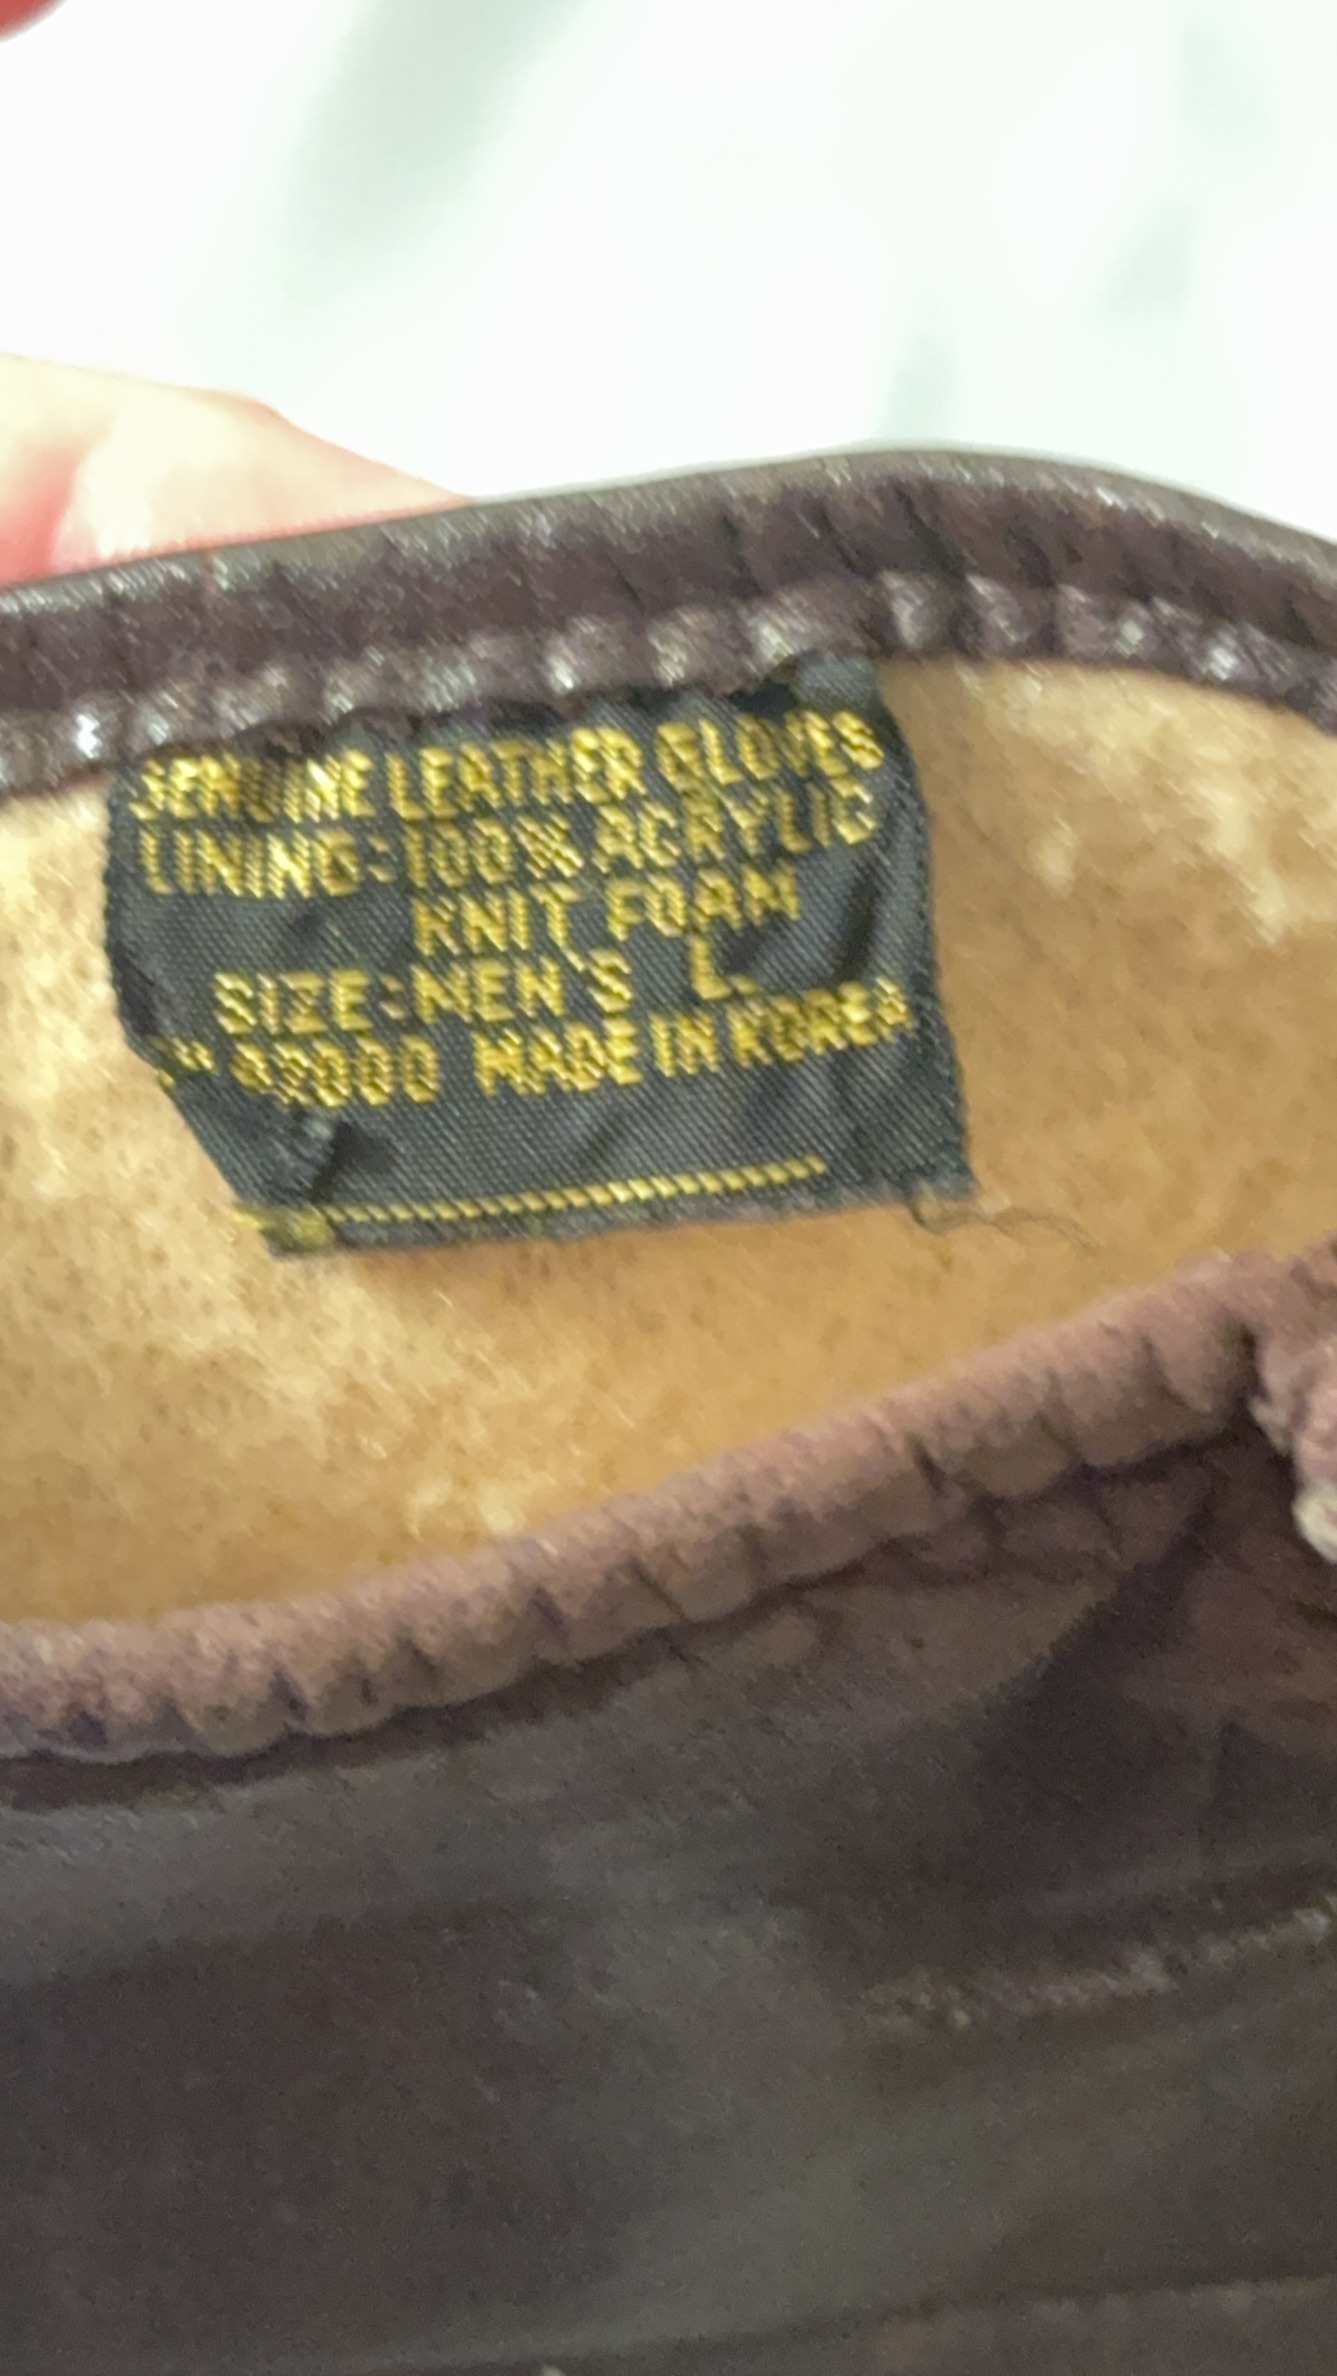 GENUINE LEATHER GLOVES
LINING: 100% ACRYLIC
KNIT FOAM
SIZE: MEN'S L.
MADE IN KOREA